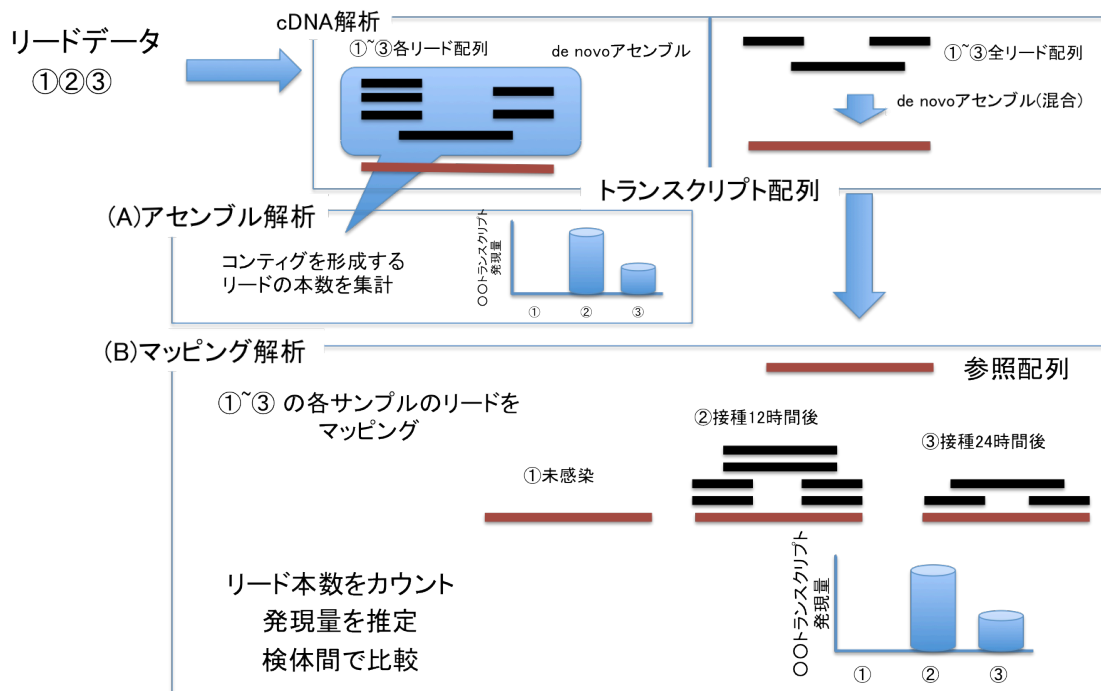 リードデータ
①②③
cDNA解析
①~③各リード配列
de novoアセンブル
①~③全リード配列
de novoアセンブル(混合)
トランスクリプト配列
(A)アセンブル解析
コンティグを形成する
リードの本数を集計
〇〇トランスクリプト
発現量
①
②
③
(B)マッピング解析
参照配列
①~③ の各サンプルのリードを
マッピング
②接種12時間後
③接種24時間後
①未感染
リード本数をカウント
発現量を推定
検体間で比較
〇〇トランスクリプト
発現量
①
②
③